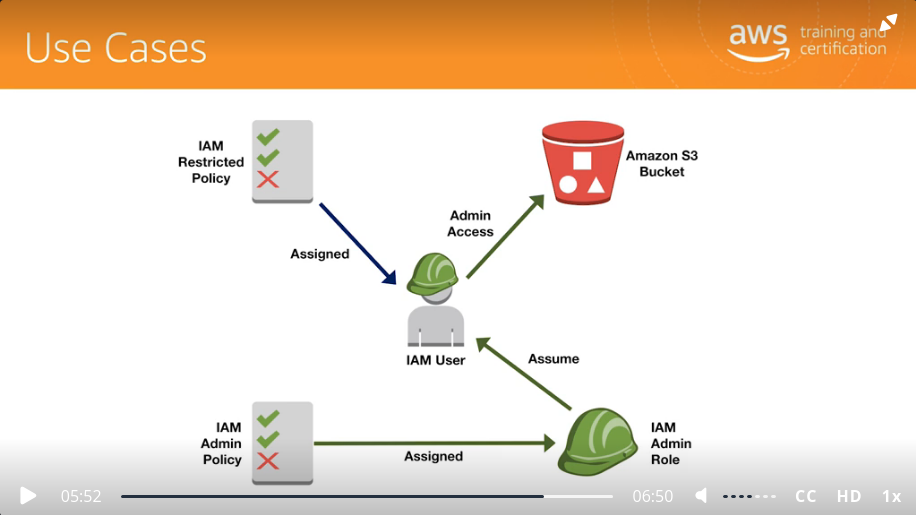 Use Cases
aws
training and
certification
IAM
Restricted
Policy
Amazon S3
Bucket
Admin
Access
Assigned
IAM User
Assume
IAM
Admin
Policy
Assigned
IAM
Admin
Role
05:52
06:50
CC
HD
1x